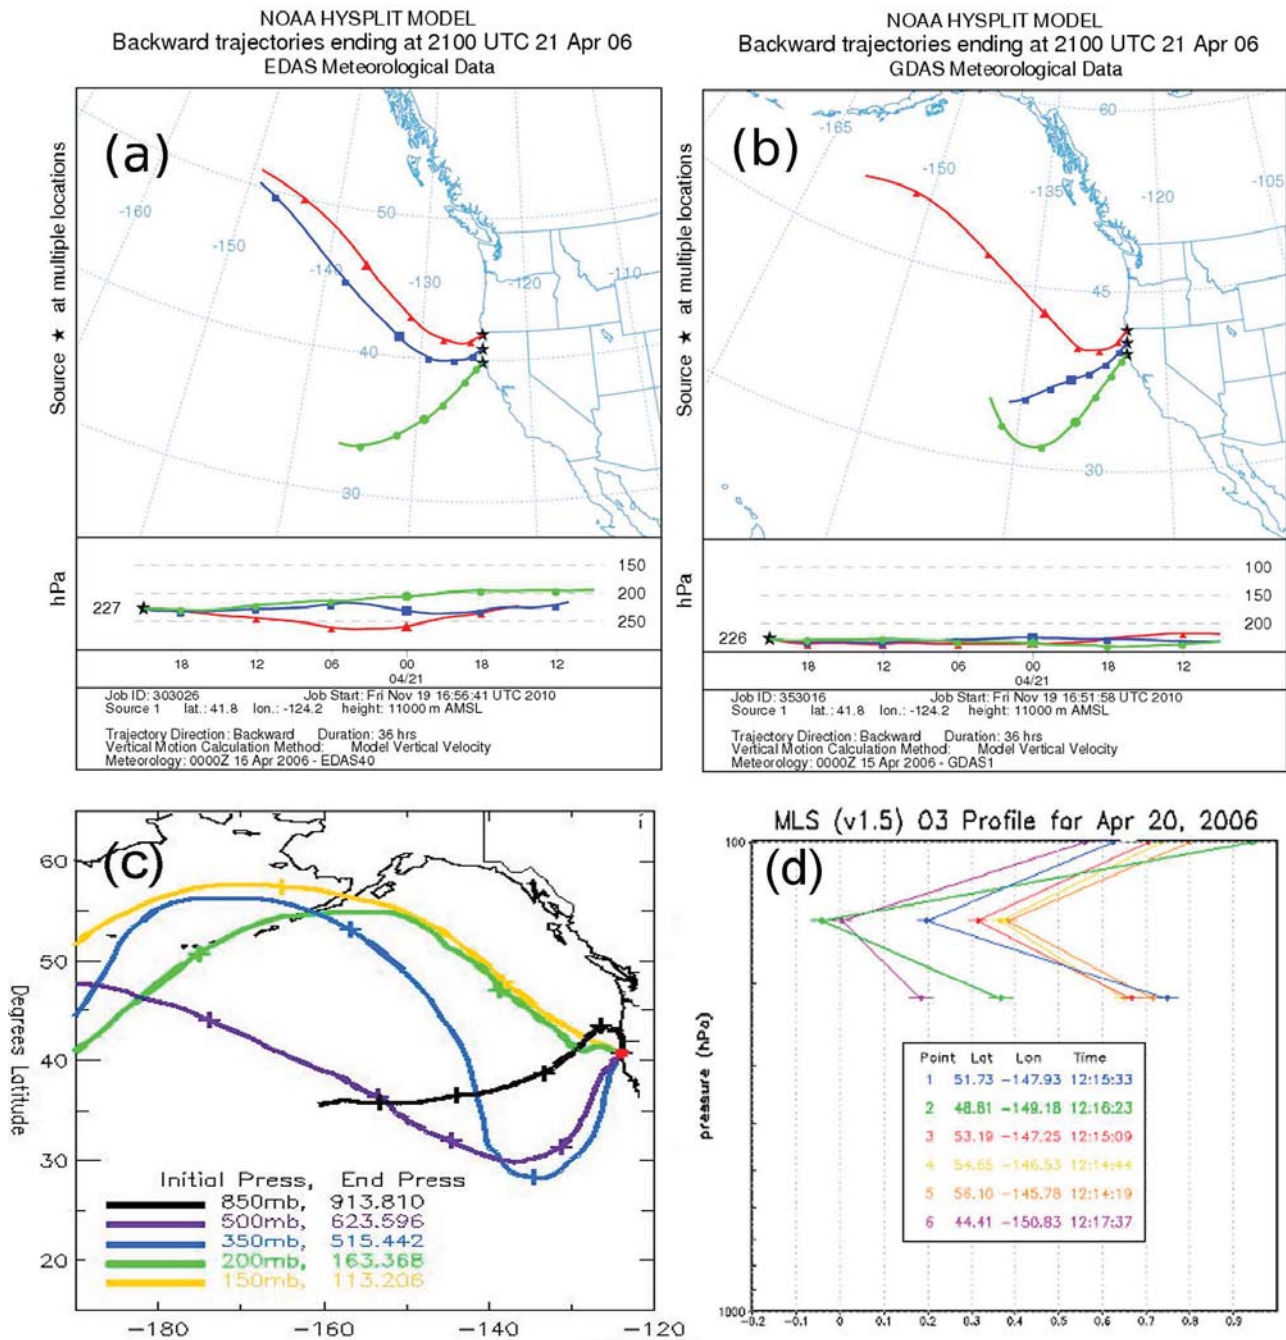 NOAA HYSPLIT MODEL
Backward trajectories ending at 2100 UTC 21 Apr 06
EDAS Meteorological Data
(a)
-160
-150
-140
-130
-120
-110
50
40
30
Source ★ at multiple locations
hPa
150
200
250
227
18 12 06 00 18 12
04/21
Job ID: 303026 Job Start: Fri Nov 19 16:56:41 UTC 2010
Source 1 lat.: 41.8 lon.: -124.2 height: 11000 m AMSL
Trajectory Direction: Backward Duration: 36 hrs
Vertical Motion Calculation Method: Model Vertical Velocity
Meteorology: 0000Z 16 Apr 2006 - EDAS40
NOAA HYSPLIT MODEL
Backward trajectories ending at 2100 UTC 21 Apr 06
GDAS Meteorological Data
(b)
-165
-150
-135
-120
-105
60
45
30
Source ★ at multiple locations
hPa
100
150
200
226
18 12 06 00 18 12
04/21
Job ID: 353016 Job Start: Fri Nov 19 16:51:58 UTC 2010
Source 1 lat.: 41.8 lon.: -124.2 height: 11000 m AMSL
Trajectory Direction: Backward Duration: 36 hrs
Vertical Motion Calculation Method: Model Vertical Velocity
Meteorology: 0000Z 15 Apr 2006 - GDAS1
(c)
60
50
40
30
20
Degrees Latitude
Initial Press, End Press
850mb, 913.810
500mb, 623.596
350mb, 515.442
200mb, 163.368
150mb, 113.206
-180 -160 -140 -120
MLS (v1.5) O3 Profile for Apr 20, 2006
(d)
100
pressure (hPa)
1000
Point Lat Lon Time
1 51.73 -147.93 12:15:33
2 48.81 -149.18 12:16:23
3 53.19 -147.25 12:15:09
4 54.65 -146.53 12:14:44
5 56.10 -145.78 12:14:19
6 44.41 -150.83 12:17:37
-0.2 -0.1 0 0.1 0.2 0.3 0.4 0.5 0.6 0.7 0.8 0.9